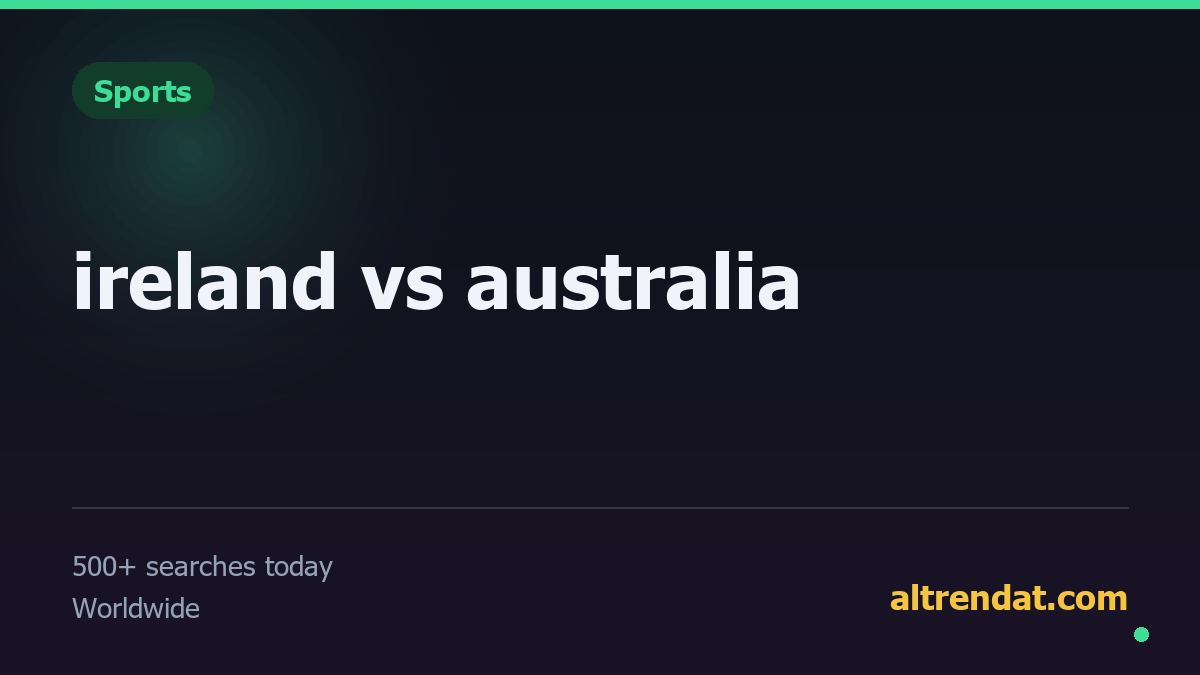 Sports
ireland vs australia
500+ searches today
Worldwide
altrendat.com